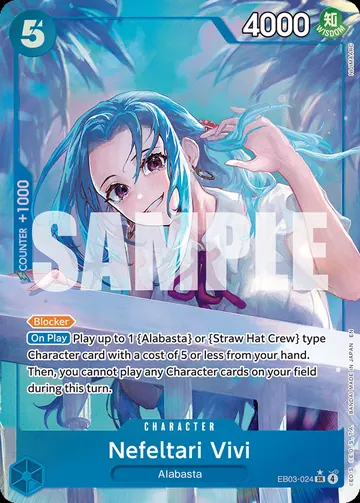 5
4000
知
WISDOM
COUNTER +1000
SAMPLE
Blocker
On Play Play up to 1 {Alabasta} or {Straw Hat Crew} type
Character card with a cost of 5 or less from your hand.
Then, you cannot play any Character cards on your field
during this turn.
CHARACTER
Nefeltari Vivi
Alabasta
EB03-024 SR 4